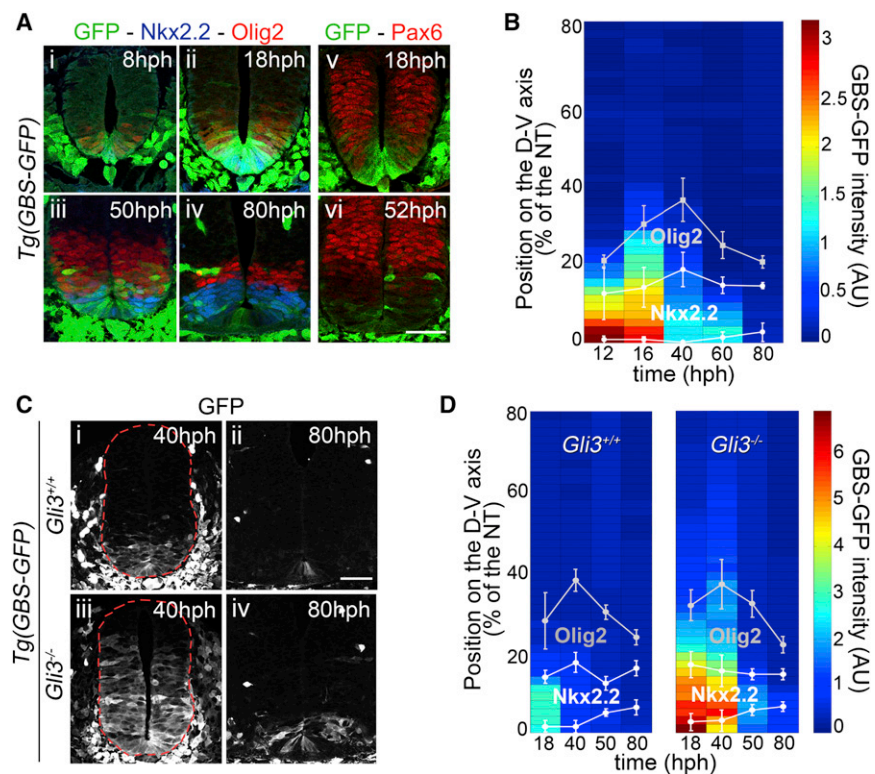 A
GFP - Nkx2.2 - Olig2
GFP - Pax6
Tg(GBS-GFP)
i 8hph
ii 18hph
v 18hph
iii 50hph
iv 80hph
vi 52hph
B
80
60
40
20
0
Position on the D-V axis
(% of the NT)
Olig2
Nkx2.2
12 16 40 60 80
time (hph)
3
2.5
2
1.5
1
0.5
0
GBS-GFP intensity (AU)
C
GFP
Tg(GBS-GFP)
Gli3+/+
i 40hph
ii 80hph
Gli3-/-
iii 40hph
iv 80hph
D
80
60
40
20
0
Position on the D-V axis
(% of the NT)
Gli3+/+
Olig2
Nkx2.2
18 40 50 80
Gli3-/-
Olig2
Nkx2.2
18 40 50 80
time (hph)
6
5
4
3
2
1
0
GBS-GFP intensity (AU)